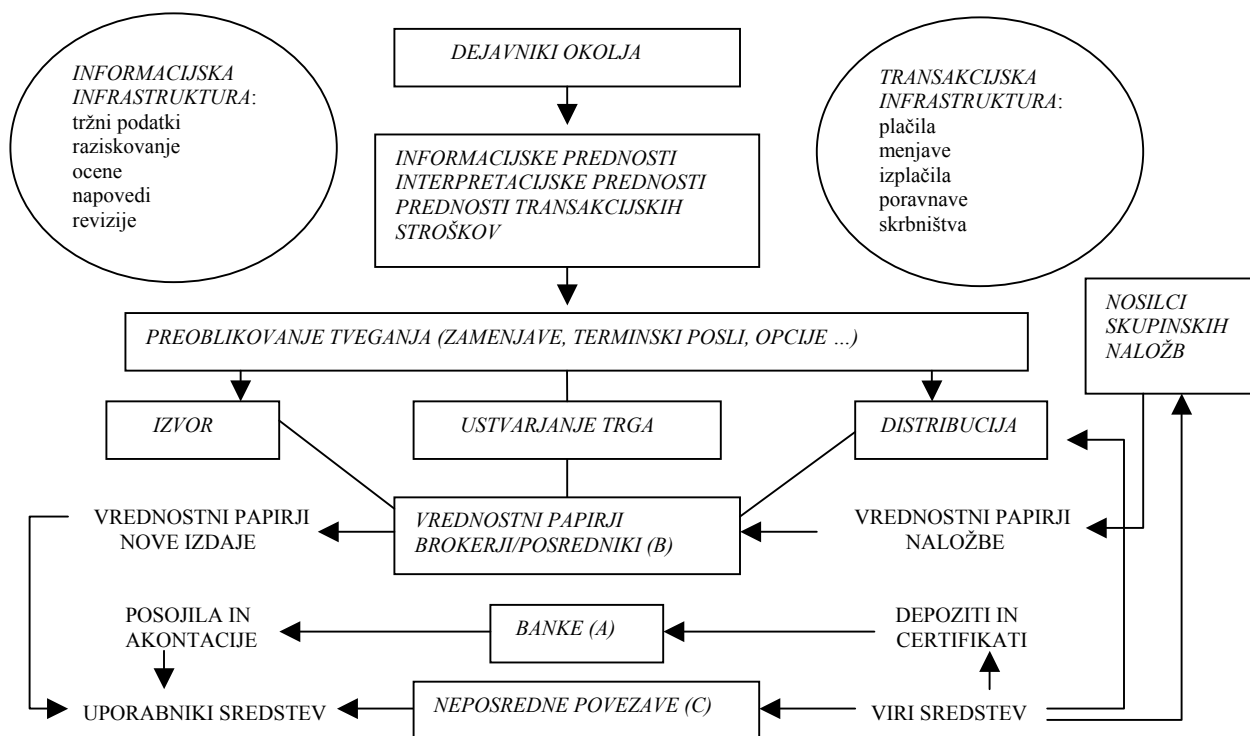 INFORMACIJSKA
INFRASTRUKTURA:
tržni podatki
raziskovanje
ocene
napovedi
revizije
DEJAVNIKI OKOLJA
TRANSAKCIJSKA
INFRASTRUKTURA:
plačila
menjave
izplačila
poravnave
skrbništva
INFORMACIJSKE PREDNOSTI
INTERPRETACIJSKE PREDNOSTI
PREDNOSTI TRANSAKCIJSKIH
STROŠKOV
NOSILCI
SKUPINSKIH
NALOŽB
PREOBLIKOVANJE TVEGANJA (ZAMENJAVE, TERMINSKI POSLI, OPCIJE ...)
IZVOR
USTVARJANJE TRGA
DISTRIBUCIJA
VREDNOSTNI PAPIRJI
NOVE IZDAJE
VREDNOSTNI PAPIRJI
BROKERJI/POSREDNIKI (B)
VREDNOSTNI PAPIRJI
NALOŽBE
POSOJILA IN
AKONTACIJE
BANKE (A)
DEPOZITI IN
CERTIFIKATI
UPORABNIKI SREDSTEV
NEPOSREDNE POVEZAVE (C)
VIRI SREDSTEV